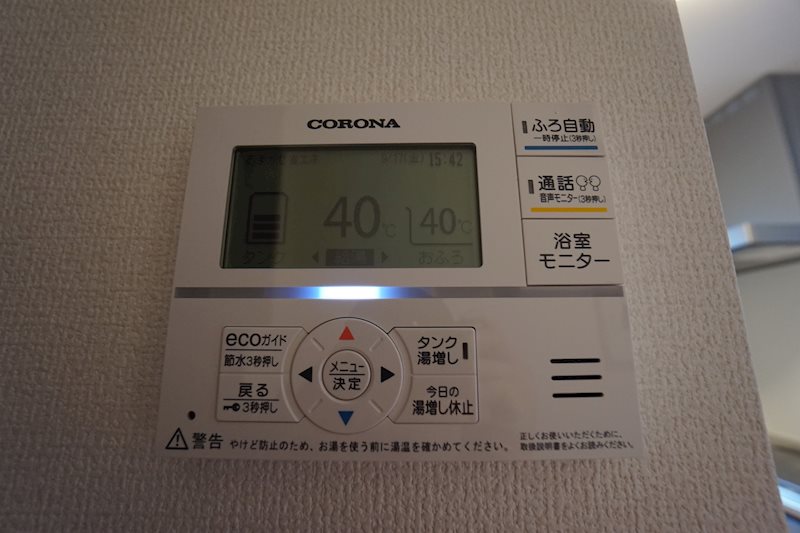 CORONA
9/17(金) 15:42
40℃
40℃
タンク
給湯
おふろ
ふろ自動
一時停止(3秒押し)
通話
音声モニター(3秒押し)
浴室
モニター
ecoガイド
節水3秒押し
戻る
3秒押し
メニュー
決定
タンク
湯増し
今日の
湯増し休止
警告 やけど防止のため、お湯を使う前に湯温を確かめてください。
正しくお使いいただくために、
取扱説明書をよくお読みください。